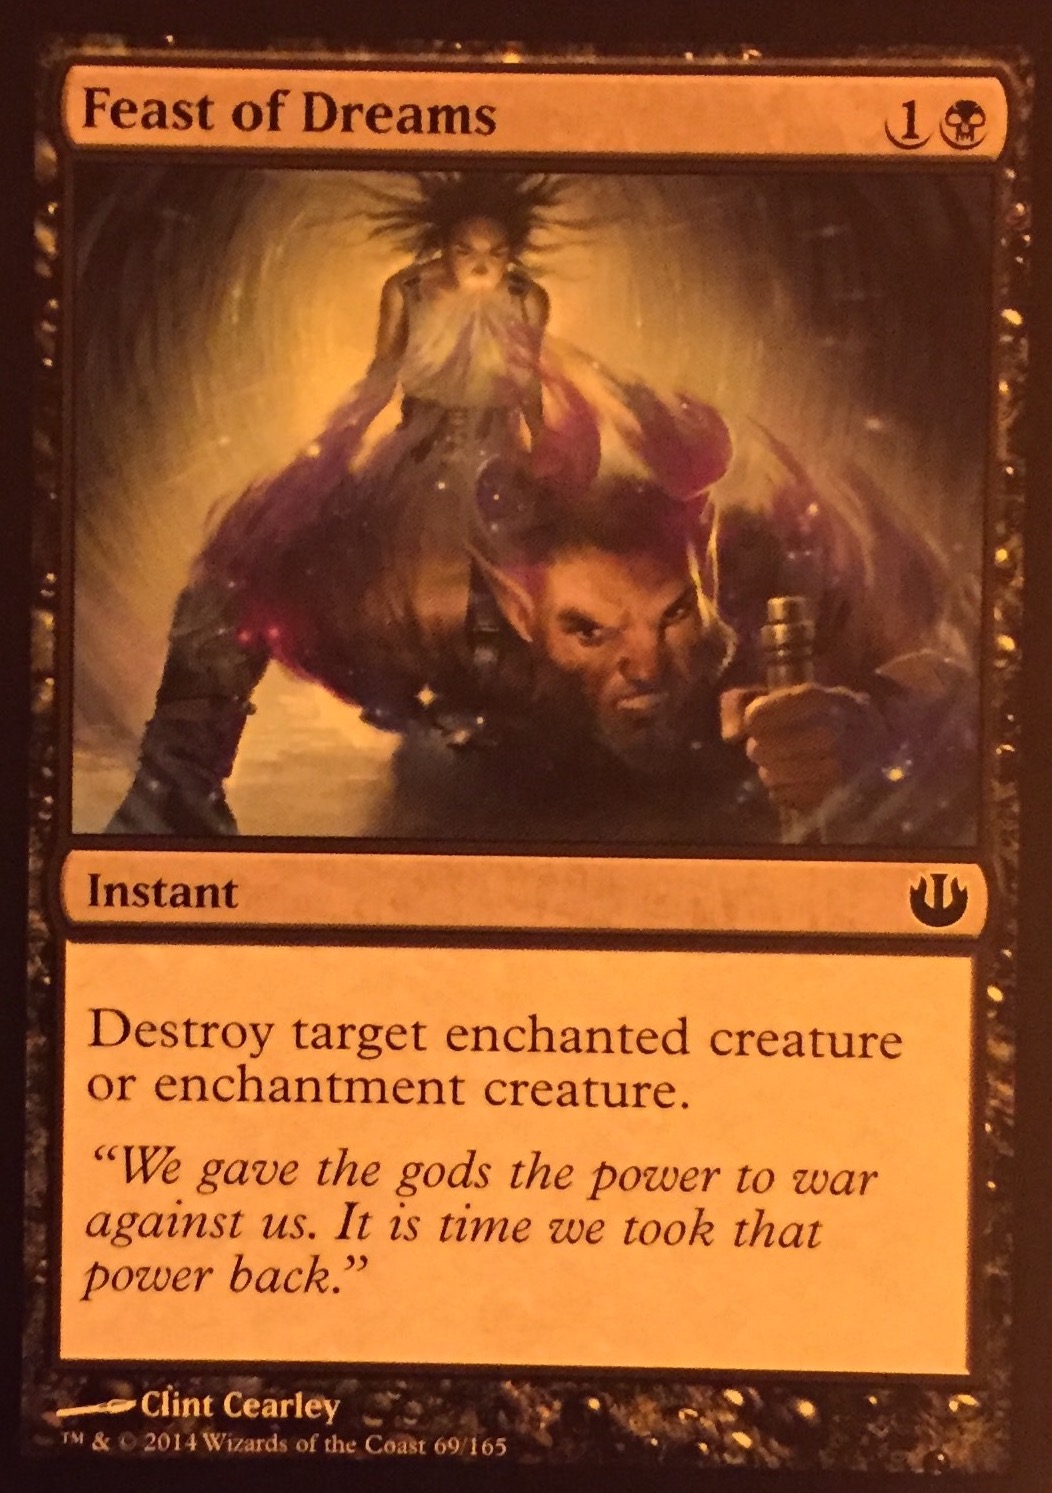 Feast of Dreams 1
Instant
Destroy target enchanted creature
or enchantment creature.
“We gave the gods the power to war
against us. It is time we took that
power back.”
Clint Cearley
™ & © 2014 Wizards of the Coast 69/165